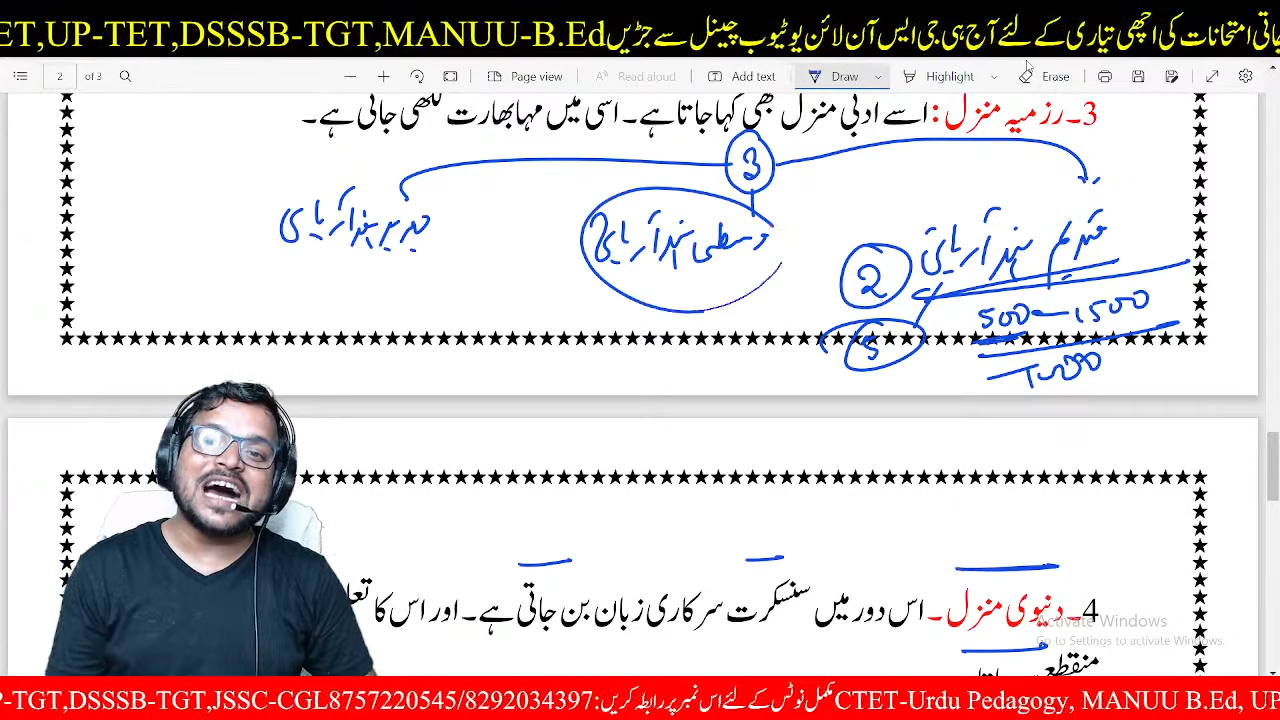 ET,UP-TET,DSSSB-TGT,MANUU-B.Edجاتی امتحانات کی اچھی تیاری کے لئے آج ہی جی ایس آن لائن یوٹیوب چینل سے جڑیں
2 of 3 Page view Read aloud Add text Draw Highlight Erase
3۔رزمیہ منزل: اسے ادبی منزل بھی کہا جاتا ہے۔ اسی میں مہابھارت لکھی جاتی ہے۔
3
قدیم ہند آریائی
وسطی ہند آریائی
جدید ہند آریائی
2
500 — 1500
5
4۔ دنیوی منزل۔ اس دور میں سنسکرت سرکاری زبان بن جاتی ہے۔ اور اس کا
منقطع
Activate Windows
Go to Settings to activate Windows.
P-TGT,DSSSB-TGT,JSSC-CGL8757220545/8292034397:مکمل نوٹس کے لئے اس نمبر پر رابطہ کریں CTET-Urdu Pedagogy, MANUU B.Ed, UP